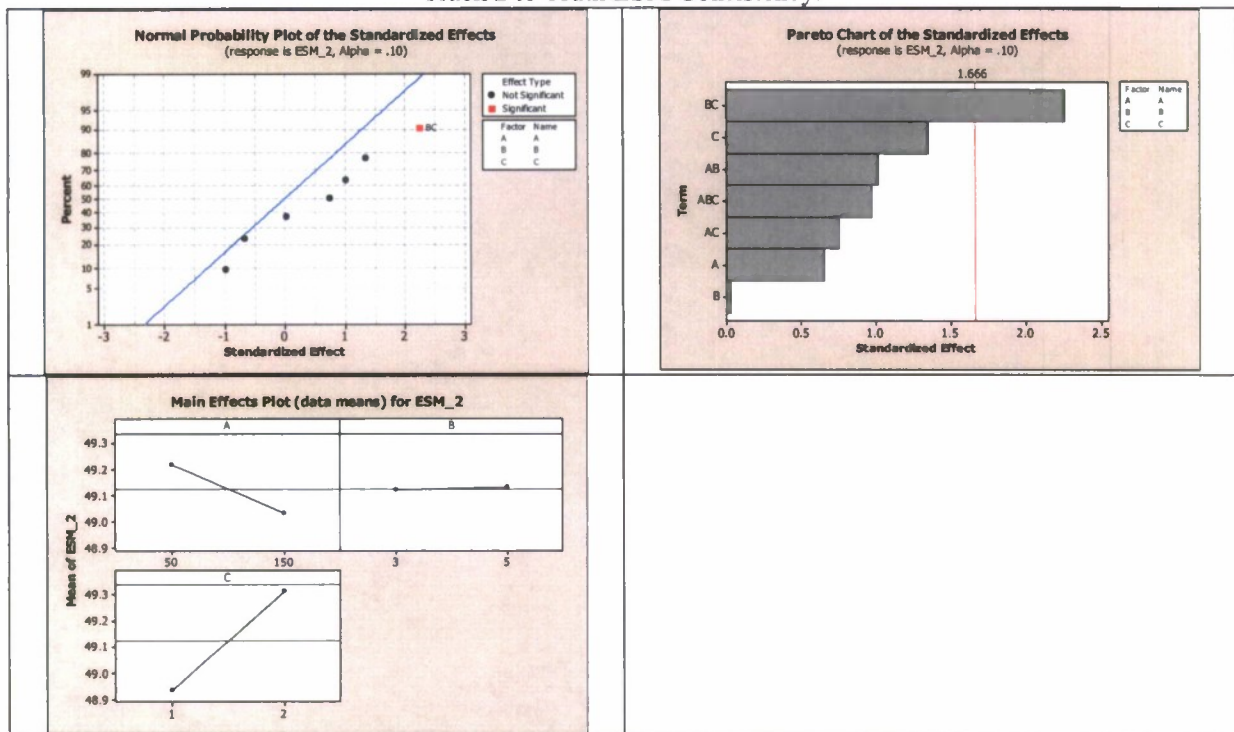 Normal Probability Plot of the Standardized Effects
(response is ESM_2, Alpha = .10)
Percent
99
95
90
80
70
60
50
40
30
20
10
5
1
BC
-3 -2 -1 0 1 2 3
Standardized Effect
Effect Type
Not Significant
Significant
Factor Name
A A
B B
C C
Pareto Chart of the Standardized Effects
(response is ESM_2, Alpha = .10)
1.666
Term
BC
C
AB
ABC
AC
A
B
0.0 0.5 1.0 1.5 2.0 2.5
Standardized Effect
Factor Name
A A
B B
C C
Main Effects Plot (data means) for ESM_2
Mean of ESM_2
A B
49.3
49.2
49.1
49.0
48.9
50 150 3 5
C
49.3
49.2
49.1
49.0
48.9
1 2